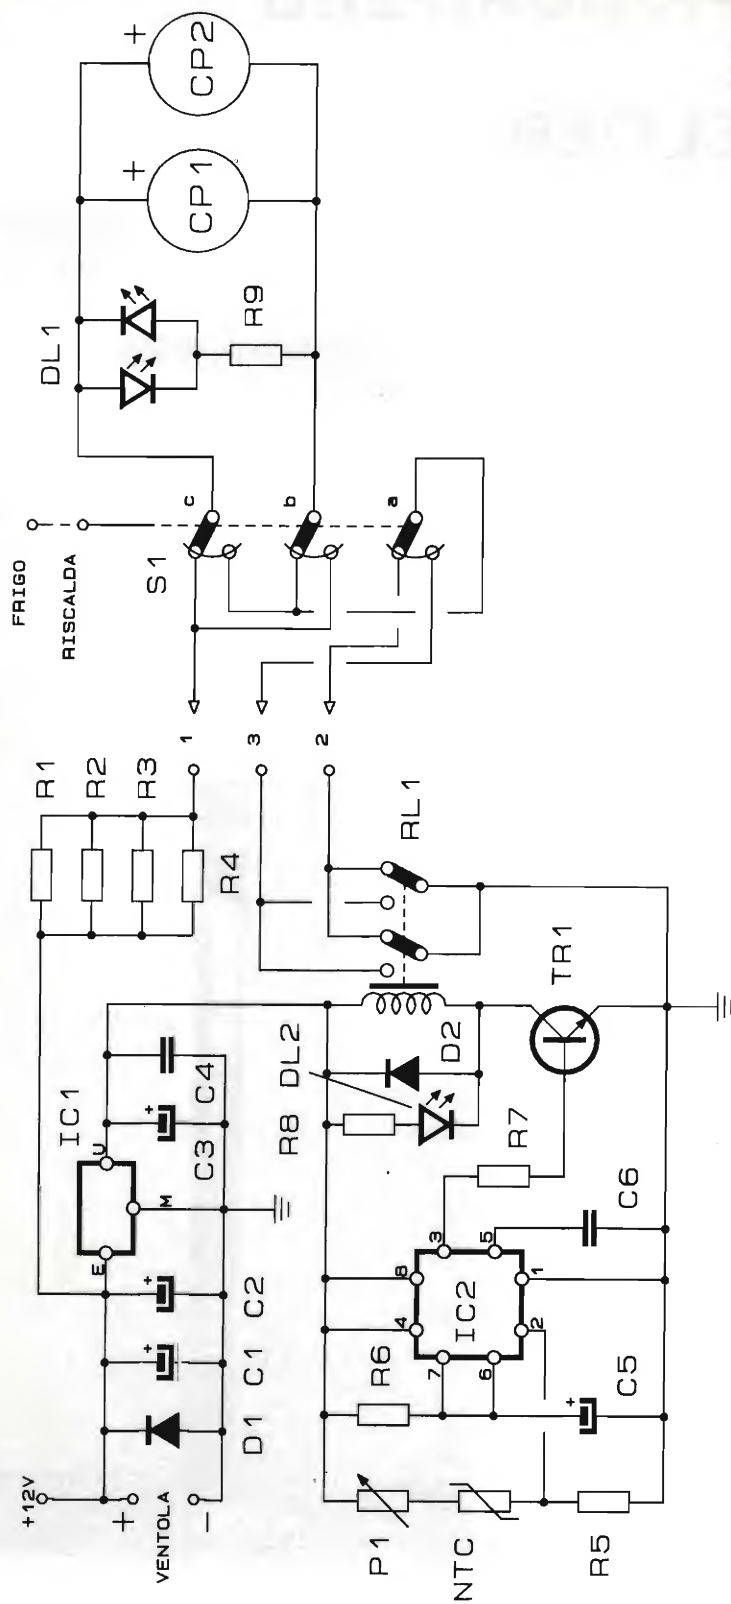 FRIGO
RISCALDA
S1
c
b
a
DL1
R9
CP1
+
CP2
+
1
3
2
R1
R2
R3
R4
RL1
+12V
+
VENTOLA
-
D1
C1
+
C2
+
E
IC1
U
M
C3
+
C4
P1
NTC
R5
R6
7
6
4
8
IC2
2
1
3
5
C5
+
C6
R7
R8
DL2
D2
TR1